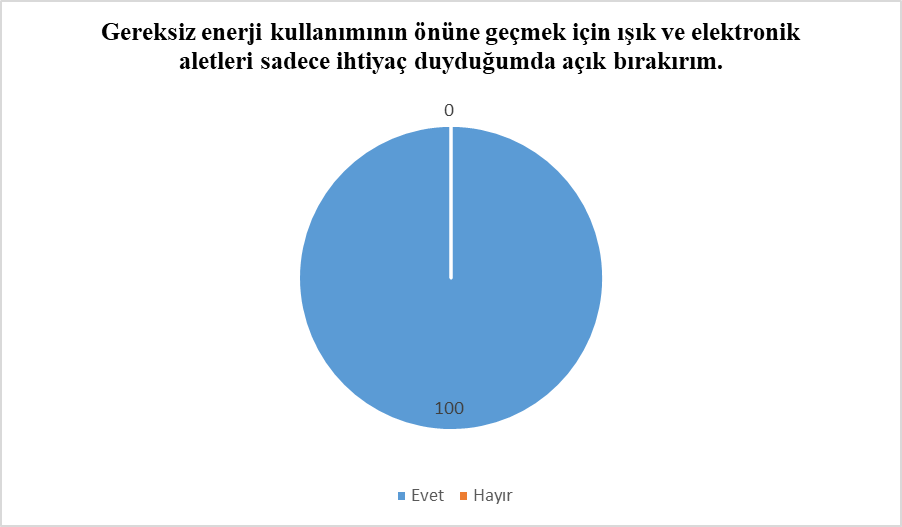 Gereksiz enerji kullanımının önüne geçmek için ışık ve elektronik
aletleri sadece ihtiyaç duyduğumda açık bırakırım.
0
100
Evet Hayır